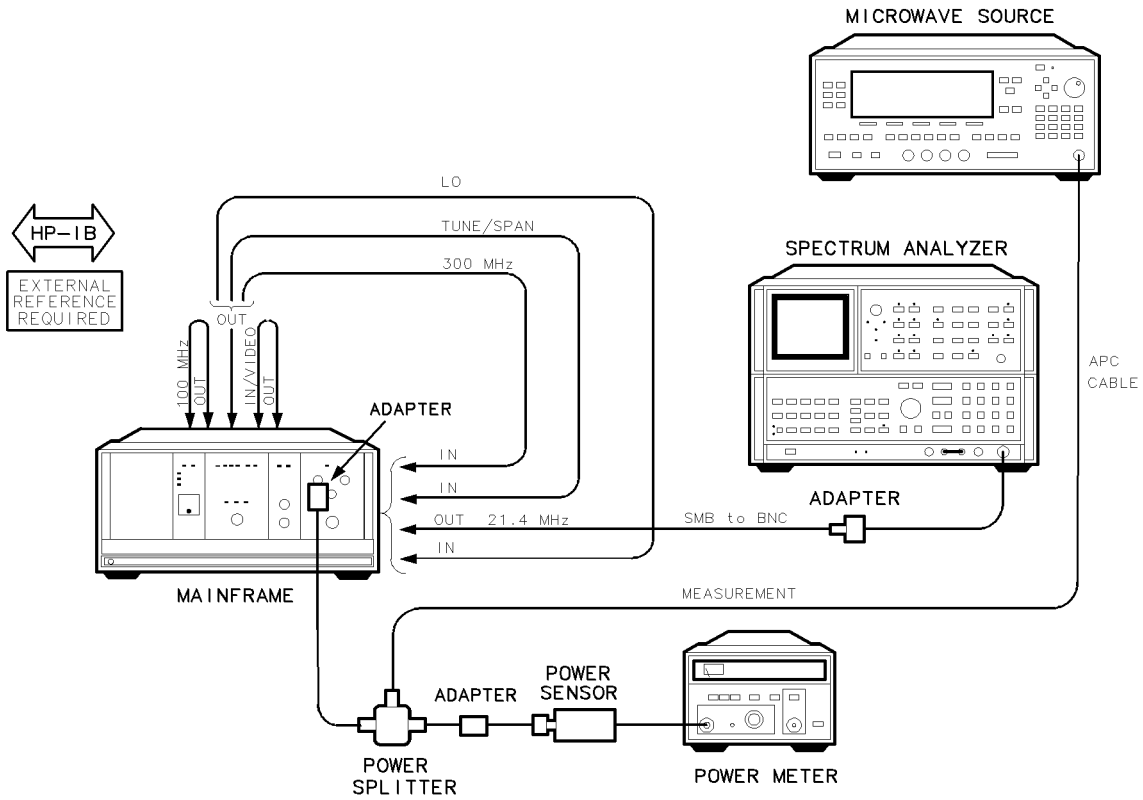 MICROWAVE SOURCE
LO
TUNE/SPAN
300 MHz
HP-IB
EXTERNAL
REFERENCE
REQUIRED
OUT
100 MHz
OUT
IN/VIDEO
OUT
SPECTRUM ANALYZER
APC
CABLE
ADAPTER
IN
IN
OUT 21.4 MHz
SMB to BNC
ADAPTER
IN
MAINFRAME
MEASUREMENT
POWER
SENSOR
ADAPTER
POWER
SPLITTER
POWER METER